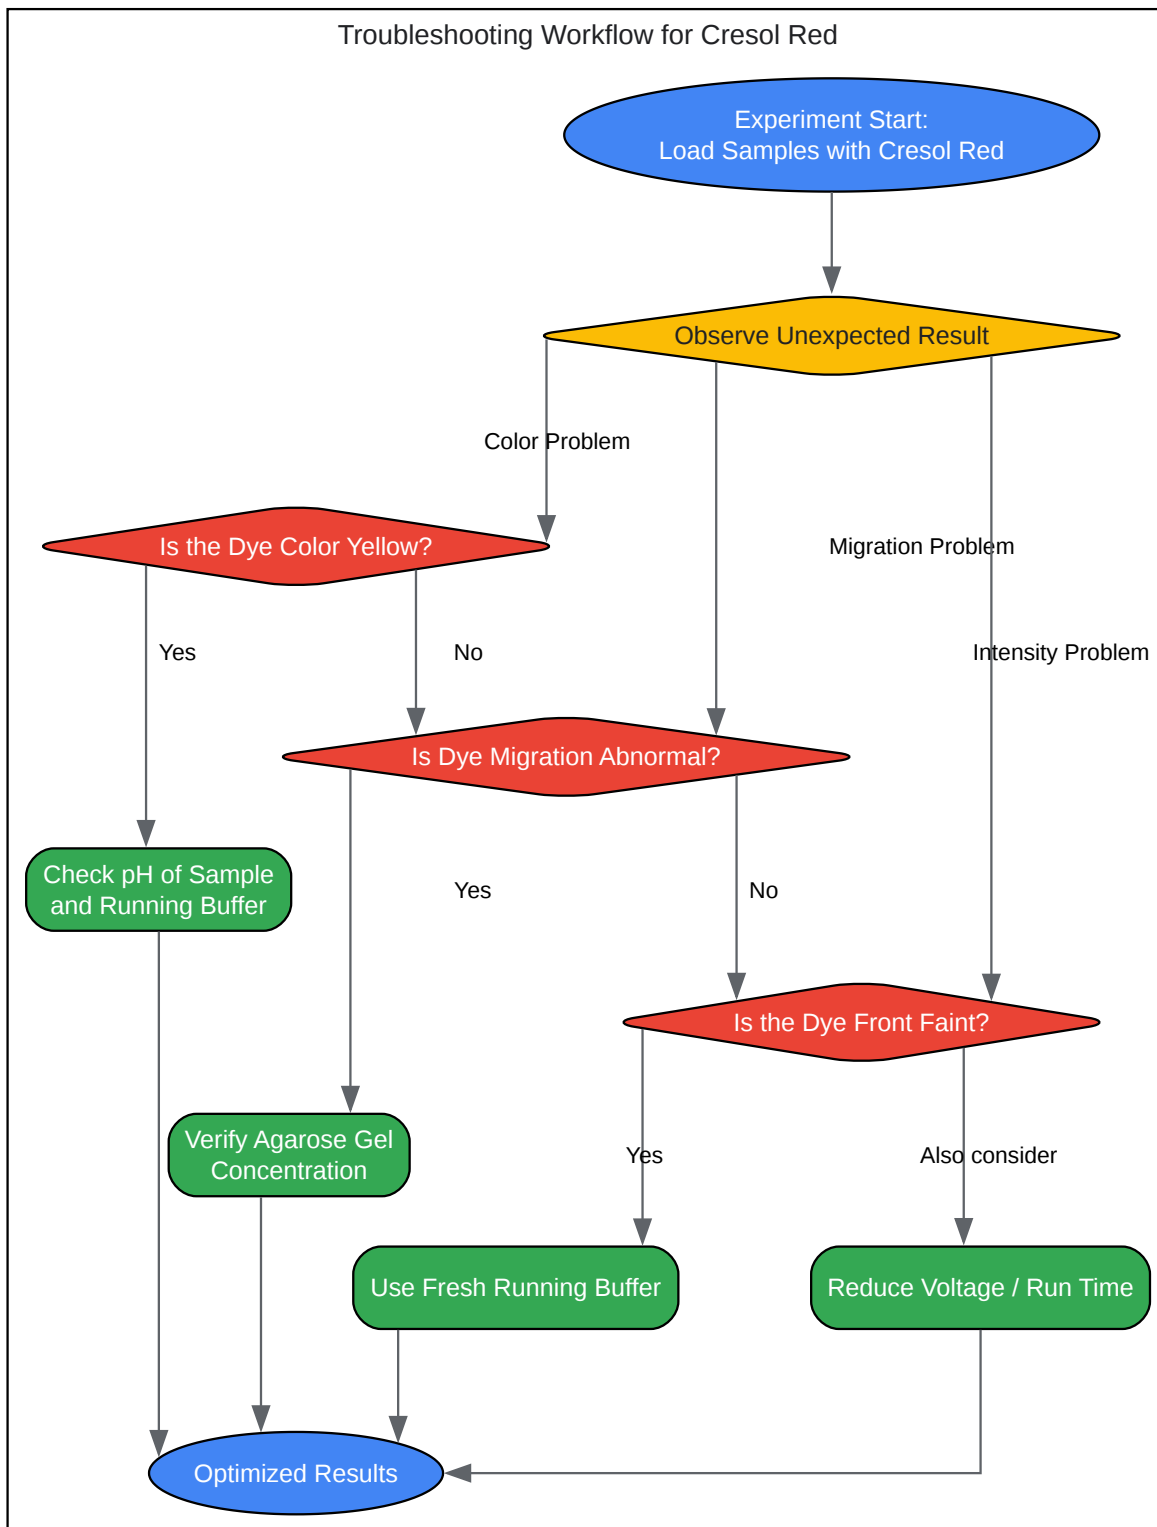 Troubleshooting Workflow for Cresol Red
Experiment Start:
Load Samples with Cresol Red
Observe Unexpected Result
Color Problem
Is the Dye Color Yellow?
Migration Problem
Yes
No
Intensity Problem
Is Dye Migration Abnormal?
Check pH of Sample
and Running Buffer
Yes
No
Is the Dye Front Faint?
Verify Agarose Gel
Concentration
Yes
Also consider
Use Fresh Running Buffer
Reduce Voltage / Run Time
Optimized Results